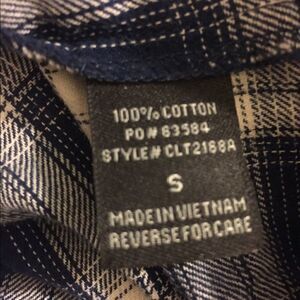 100% COTTON
PO# 63584
STYLE# CLT2168A
S
MADE IN VIETNAM
REVERSE FOR CARE